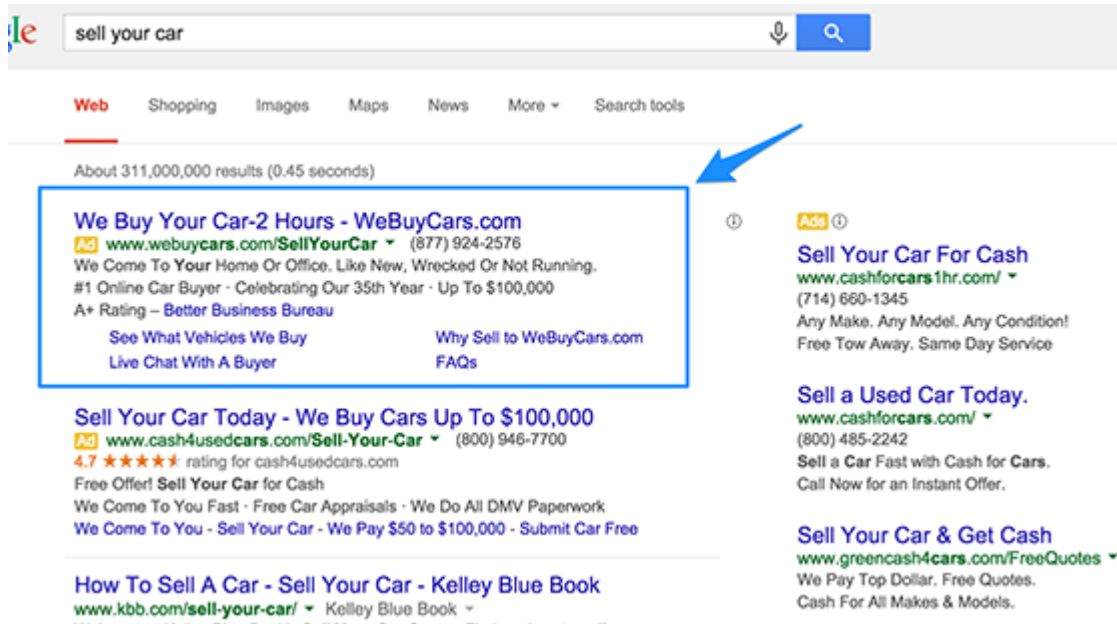 gle
sell your car
Web Shopping Images Maps News More Search tools
About 311,000,000 results (0.45 seconds)
We Buy Your Car-2 Hours - WeBuyCars.com
Ad www.webuycars.com/SellYourCar (877) 924-2576
We Come To Your Home Or Office. Like New, Wrecked Or Not Running.
#1 Online Car Buyer · Celebrating Our 35th Year · Up To $100,000
A+ Rating – Better Business Bureau
See What Vehicles We Buy Why Sell to WeBuyCars.com
Live Chat With A Buyer FAQs
Sell Your Car Today - We Buy Cars Up To $100,000
Ad www.cash4usedcars.com/Sell-Your-Car (800) 946-7700
4.7 ★★★★★ rating for cash4usedcars.com
Free Offer! Sell Your Car for Cash
We Come To You Fast · Free Car Appraisals · We Do All DMV Paperwork
We Come To You - Sell Your Car - We Pay $50 to $100,000 - Submit Car Free
How To Sell A Car - Sell Your Car - Kelley Blue Book
www.kbb.com/sell-your-car/ Kelley Blue Book
Ads
Sell Your Car For Cash
www.cashforcars1hr.com/
(714) 660-1345
Any Make. Any Model. Any Condition!
Free Tow Away. Same Day Service
Sell a Used Car Today.
www.cashforcars.com/
(800) 485-2242
Sell a Car Fast with Cash for Cars.
Call Now for an Instant Offer.
Sell Your Car & Get Cash
www.greencash4cars.com/FreeQuotes
We Pay Top Dollar. Free Quotes.
Cash For All Makes & Models.